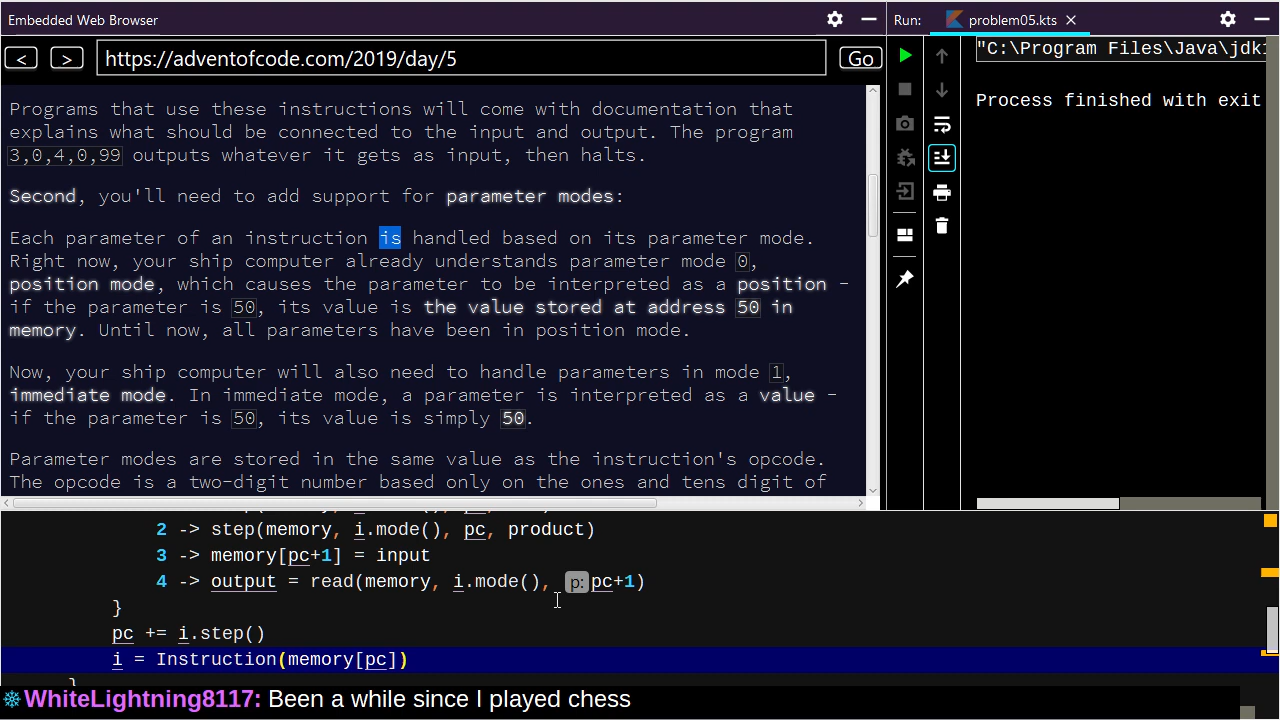 Embedded Web Browser
Run: problem05.kts
< > https://adventofcode.com/2019/day/5 Go
"C:\Program Files\Java\jdk1
Process finished with exit
Programs that use these instructions will come with documentation that
explains what should be connected to the input and output. The program
3,0,4,0,99 outputs whatever it gets as input, then halts.
Second, you'll need to add support for parameter modes:
Each parameter of an instruction is handled based on its parameter mode.
Right now, your ship computer already understands parameter mode 0,
position mode, which causes the parameter to be interpreted as a position -
if the parameter is 50, its value is the value stored at address 50 in
memory. Until now, all parameters have been in position mode.
Now, your ship computer will also need to handle parameters in mode 1,
immediate mode. In immediate mode, a parameter is interpreted as a value -
if the parameter is 50, its value is simply 50.
Parameter modes are stored in the same value as the instruction's opcode.
The opcode is a two-digit number based only on the ones and tens digit of
2 -> step(memory, i.mode(), pc, product)
3 -> memory[pc+1] = input
4 -> output = read(memory, i.mode(), p: pc+1)
}
pc += i.step()
i = Instruction(memory[pc])
WhiteLightning8117: Been a while since I played chess